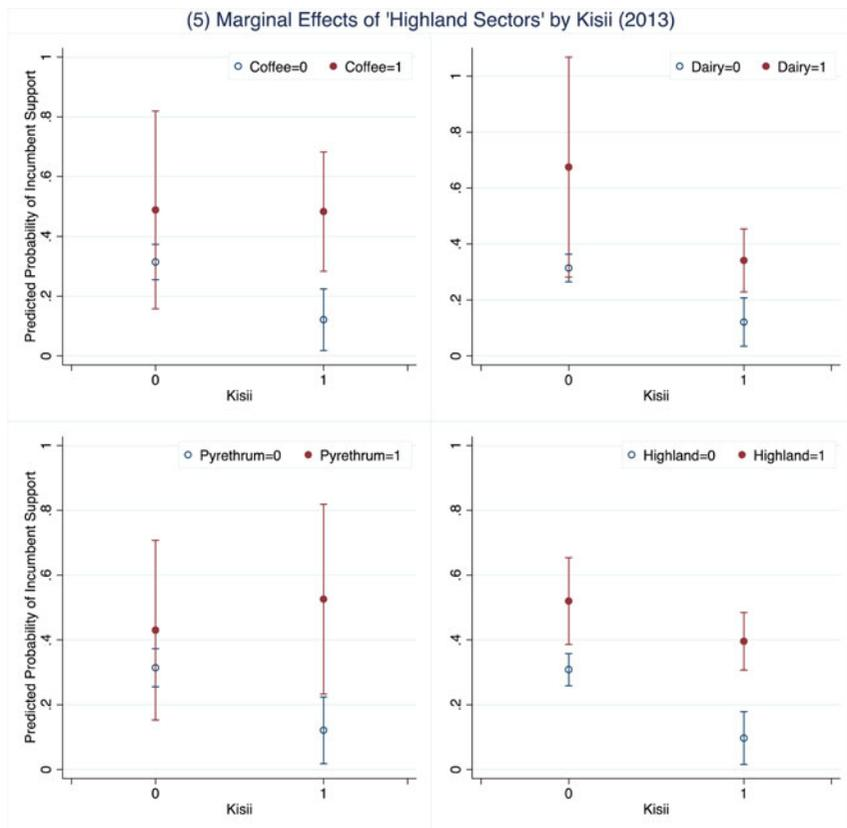 (5) Marginal Effects of 'Highland Sectors' by Kisii (2013)
Coffee=0 Coffee=1
Predicted Probability of Incumbent Support
1
.8
.6
.4
.2
0
0 1
Kisii
Dairy=0 Dairy=1
1
.8
.6
.4
.2
0
0 1
Kisii
Pyrethrum=0 Pyrethrum=1
Predicted Probability of Incumbent Support
1
.8
.6
.4
.2
0
0 1
Kisii
Highland=0 Highland=1
1
.8
.6
.4
.2
0
0 1
Kisii